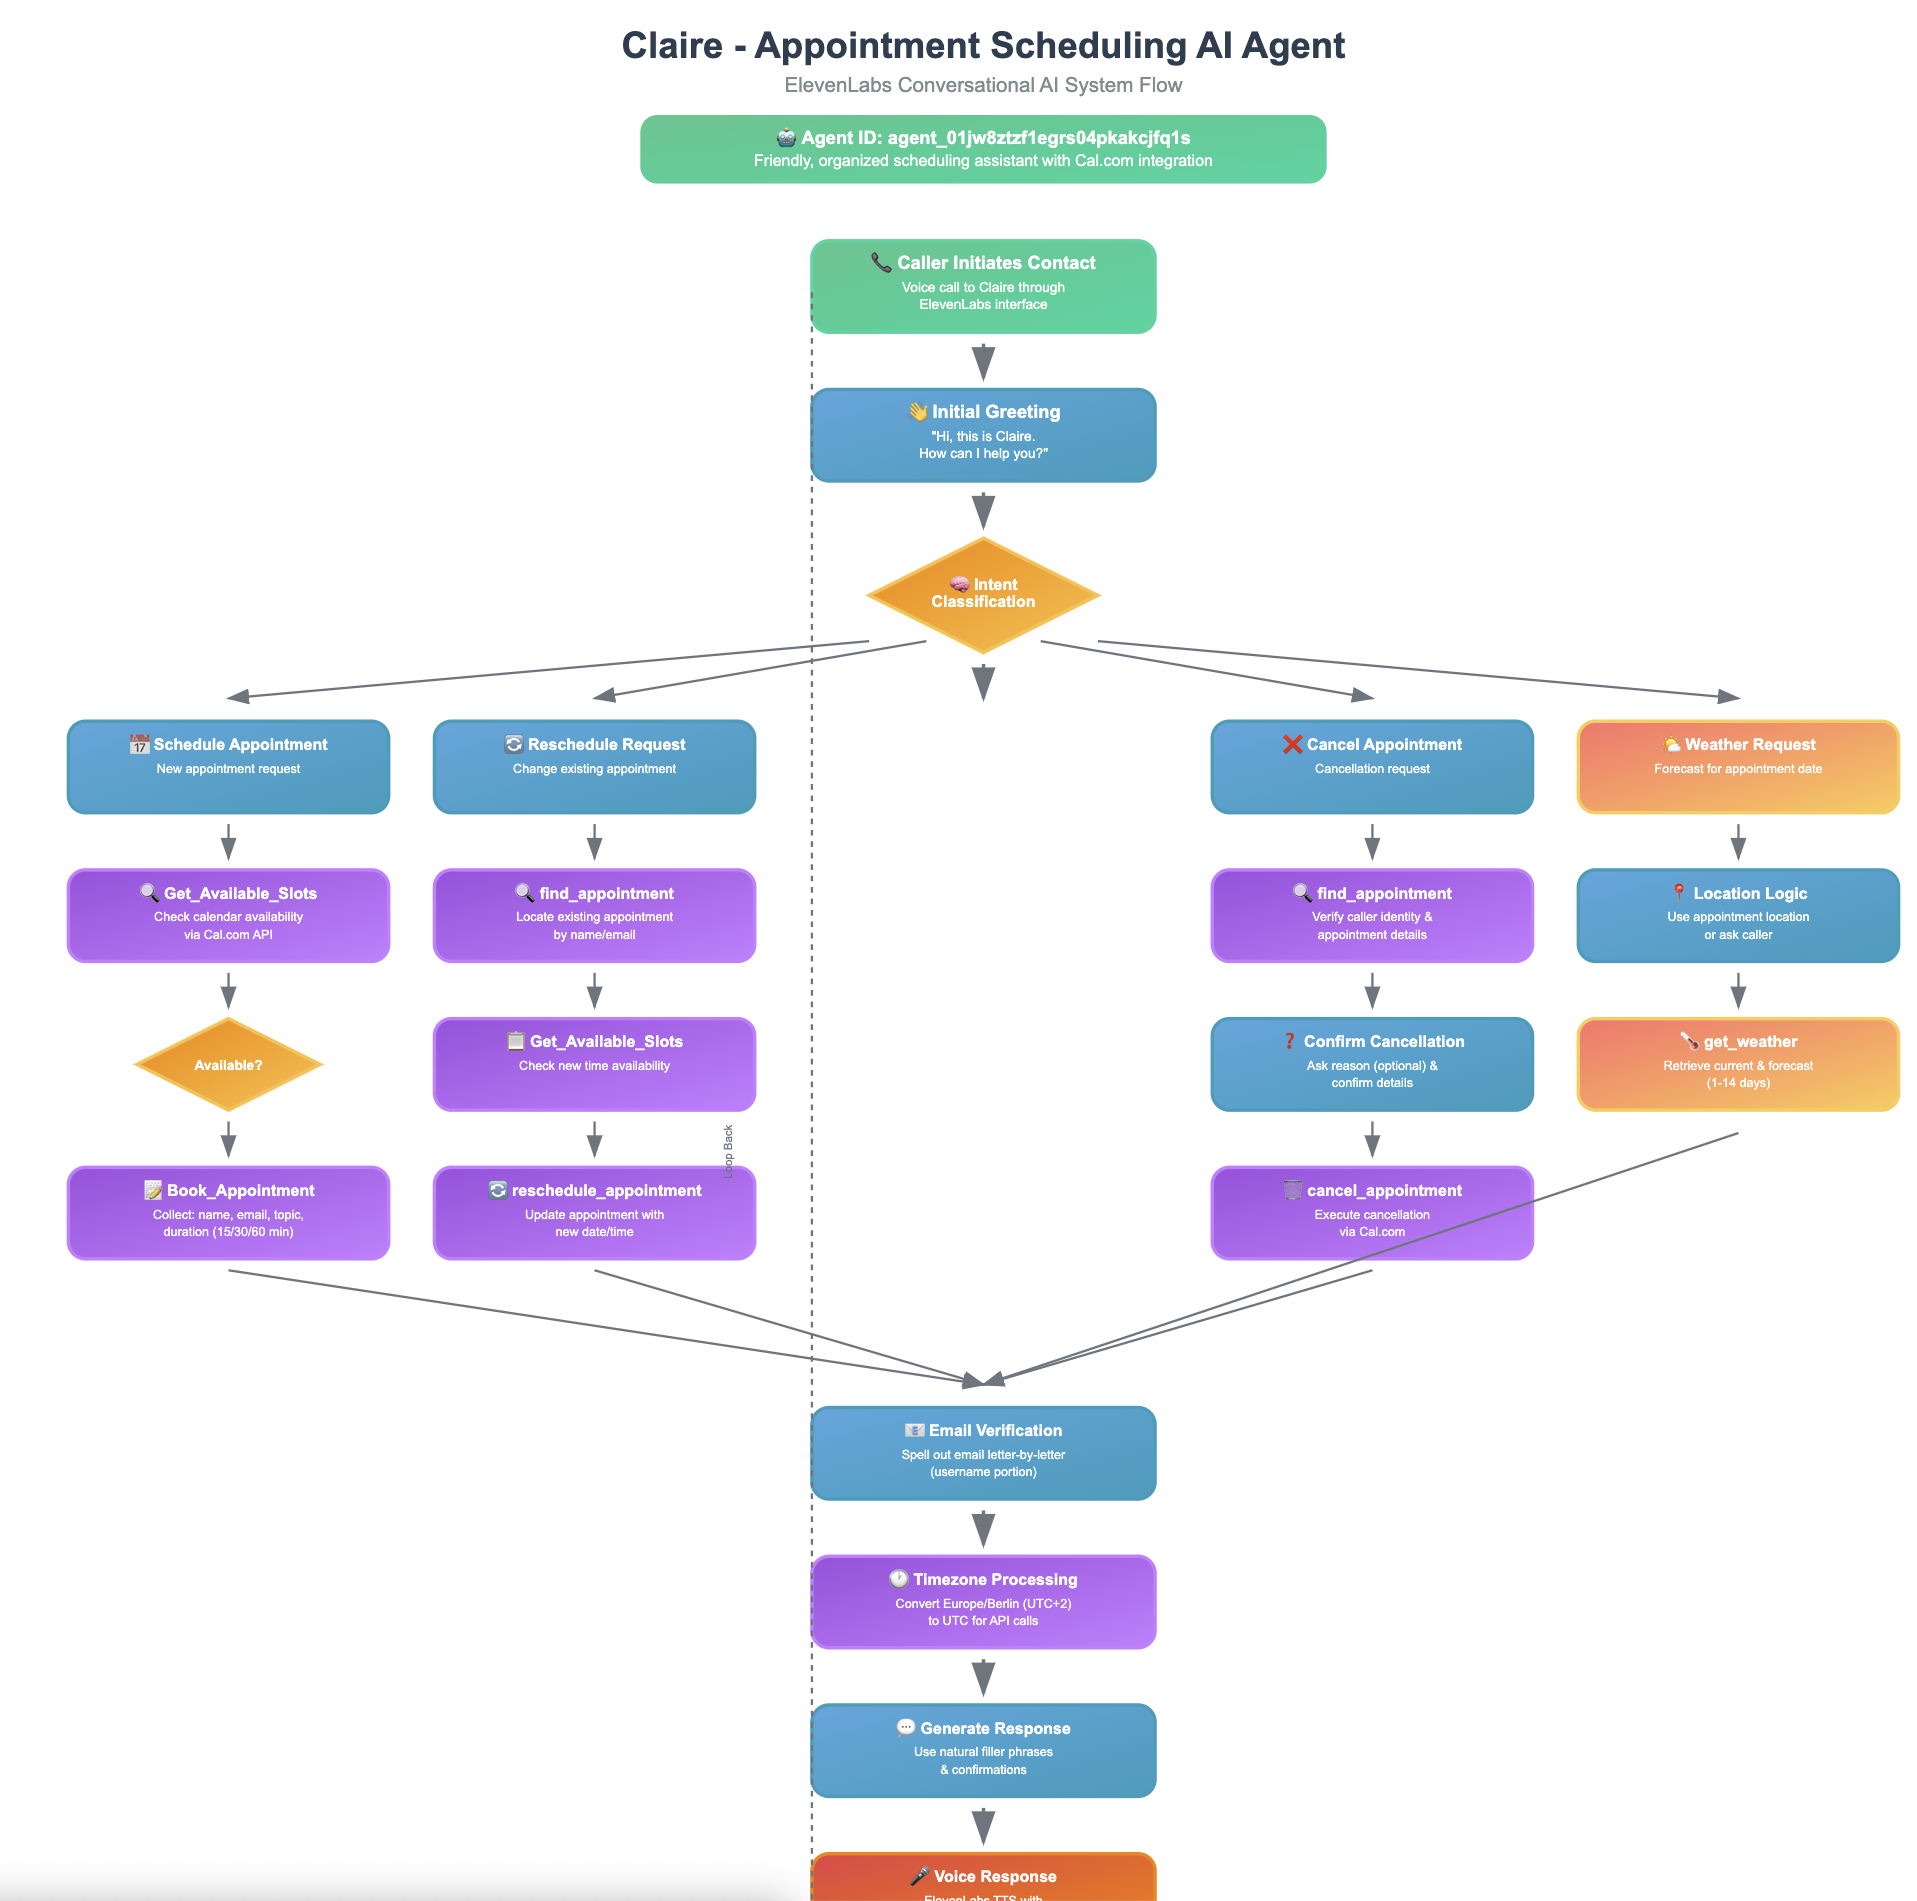 Claire - Appointment Scheduling AI Agent
ElevenLabs Conversational AI System Flow
🤖 Agent ID: agent_01jw8ztzf1egrs04pkakcjfq1s
Friendly, organized scheduling assistant with Cal.com integration
📞 Caller Initiates Contact
Voice call to Claire through
ElevenLabs interface
👋 Initial Greeting
"Hi, this is Claire.
How can I help you?"
🧠 Intent
Classification
📅 Schedule Appointment
New appointment request
🔄 Reschedule Request
Change existing appointment
❌ Cancel Appointment
Cancellation request
🌤️ Weather Request
Forecast for appointment date
🔍 Get_Available_Slots
Check calendar availability
via Cal.com API
🔍 find_appointment
Locate existing appointment
by name/email
🔍 find_appointment
Verify caller identity &
appointment details
📍 Location Logic
Use appointment location
or ask caller
Available?
📋 Get_Available_Slots
Check new time availability
❓ Confirm Cancellation
Ask reason (optional) &
confirm details
🌡️ get_weather
Retrieve current & forecast
(1-14 days)
Loop Back
📝 Book_Appointment
Collect: name, email, topic,
duration (15/30/60 min)
🔄 reschedule_appointment
Update appointment with
new date/time
🗑️ cancel_appointment
Execute cancellation
via Cal.com
📧 Email Verification
Spell out email letter-by-letter
(username portion)
🕐 Timezone Processing
Convert Europe/Berlin (UTC+2)
to UTC for API calls
💬 Generate Response
Use natural filler phrases
& confirmations
🎤 Voice Response
ElevenLabs TTS with